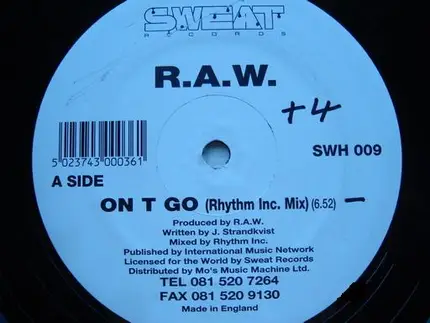 SWEAT
RECORDS
R.A.W.
+4
5 023743 000361
SWH 009
A SIDE
ON T GO (Rhythm Inc. Mix) (6.52) –
Produced by R.A.W.
Written by J. Strandkvist
Mixed by Rhythm Inc.
Published by International Music Network
Licensed for the World by Sweat Records
Distributed by Mo's Music Machine Ltd.
TEL 081 520 7264
FAX 081 520 9130
Made in England